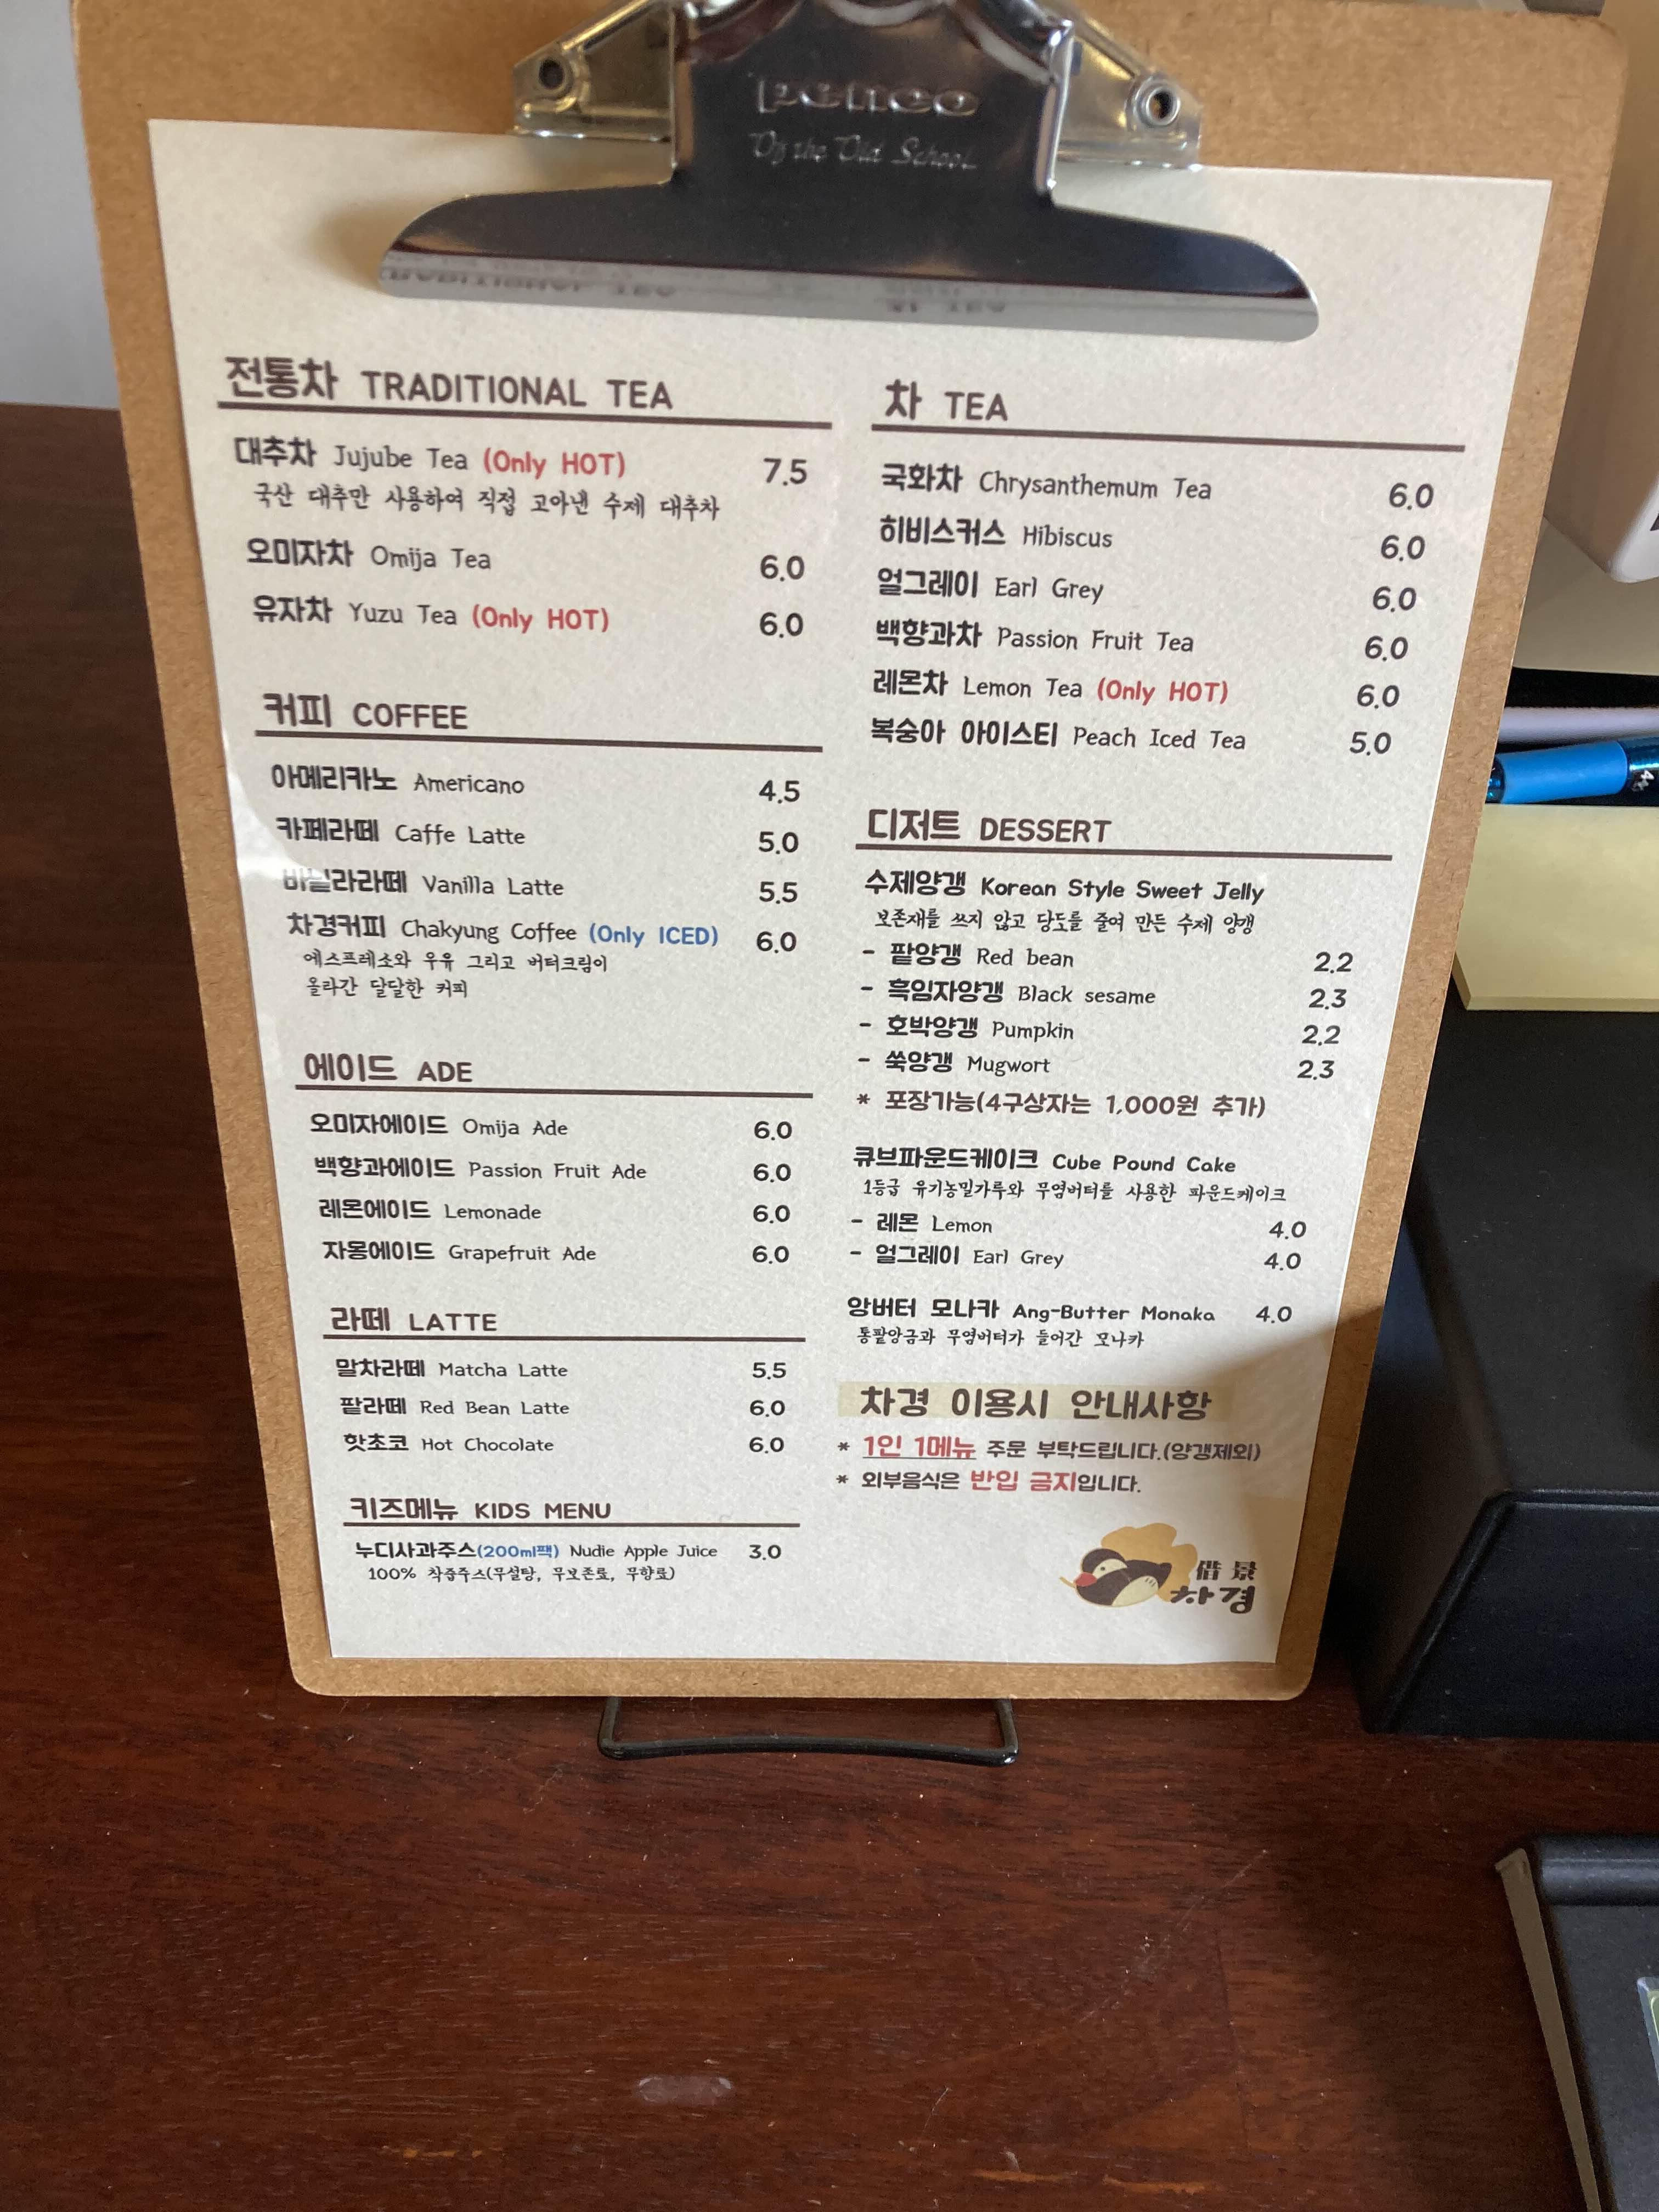 penco
Of the Old School
전통차 TRADITIONAL TEA
대추차 Jujube Tea (Only HOT) 7.5
국산 대추만 사용하여 직접 고아낸 수제 대추차
오미자차 Omija Tea 6.0
유자차 Yuzu Tea (Only HOT) 6.0
커피 COFFEE
아메리카노 Americano 4.5
카페라떼 Caffe Latte 5.0
바닐라라떼 Vanilla Latte 5.5
차경커피 Chakyung Coffee (Only ICED) 6.0
에스프레소와 우유 그리고 버터크림이
올라간 달달한 커피
에이드 ADE
오미자에이드 Omija Ade 6.0
백향과에이드 Passion Fruit Ade 6.0
레몬에이드 Lemonade 6.0
자몽에이드 Grapefruit Ade 6.0
라떼 LATTE
말차라떼 Matcha Latte 5.5
팥라떼 Red Bean Latte 6.0
핫초코 Hot Chocolate 6.0
키즈메뉴 KIDS MENU
누디사과주스(200ml팩) Nudie Apple Juice 3.0
100% 착즙주스(무설탕, 무보존료, 무향료)
차 TEA
국화차 Chrysanthemum Tea 6.0
히비스커스 Hibiscus 6.0
얼그레이 Earl Grey 6.0
백향과차 Passion Fruit Tea 6.0
레몬차 Lemon Tea (Only HOT) 6.0
복숭아 아이스티 Peach Iced Tea 5.0
디저트 DESSERT
수제양갱 Korean Style Sweet Jelly
보존재를 쓰지 않고 당도를 줄여 만든 수제 양갱
- 팥양갱 Red bean 2.2
- 흑임자양갱 Black sesame 2.3
- 호박양갱 Pumpkin 2.2
- 쑥양갱 Mugwort 2.3
* 포장가능(4구상자는 1,000원 추가)
큐브파운드케이크 Cube Pound Cake
1등급 유기농밀가루와 무염버터를 사용한 파운드케이크
- 레몬 Lemon 4.0
- 얼그레이 Earl Grey 4.0
앙버터 모나카 Ang-Butter Monaka 4.0
통팥앙금과 무염버터가 들어간 모나카
차경 이용시 안내사항
* 1인 1메뉴 주문 부탁드립니다.(양갱제외)
* 외부음식은 반입 금지입니다.
借景
차경